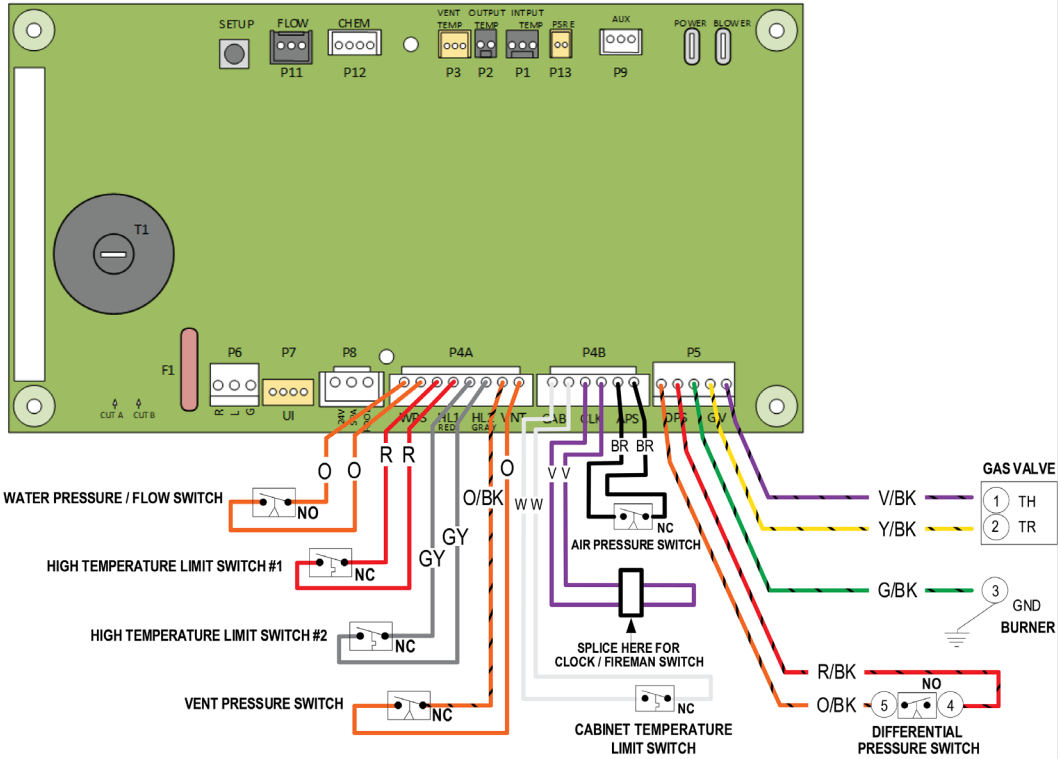 SETUP
FLOW
P11
CHEM
P12
VENT TEMP
P3
OUTPUT TEMP
P2
INTPUT TEMP
P1
PSRE
P13
AUX
P9
POWER
BLOWER
T1
CUT A
CUT B
F1
P6
R L G
P7
UI
P8
24V
SPA
POOL
P4A
WPS
HL1
RED
HL2
GRAY
VNT
P4B
CAB
CLK
APS
P5
DPS
GV
O
O
R
R
GY
GY
O/BK
O
W W
V V
BR
BR
WATER PRESSURE / FLOW SWITCH
NO
HIGH TEMPERATURE LIMIT SWITCH #1
NC
HIGH TEMPERATURE LIMIT SWITCH #2
NC
VENT PRESSURE SWITCH
NC
NC
AIR PRESSURE SWITCH
SPLICE HERE FOR
CLOCK / FIREMAN SWITCH
NC
CABINET TEMPERATURE
LIMIT SWITCH
GAS VALVE
V/BK
1 TH
Y/BK
2 TR
G/BK
3
GND
BURNER
R/BK
NO
O/BK
5
4
DIFFERENTIAL
PRESSURE SWITCH